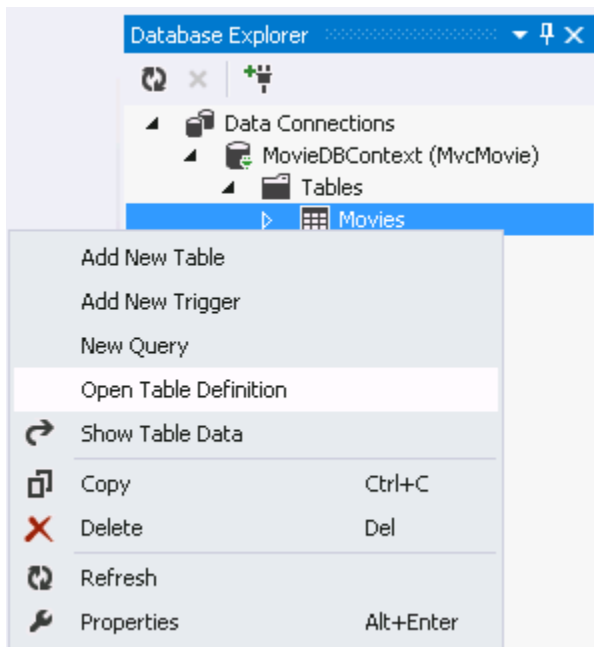 Database Explorer
Data Connections
MovieDBContext (MvcMovie)
Tables
Movies
Add New Table
Add New Trigger
New Query
Open Table Definition
Show Table Data
Copy Ctrl+C
Delete Del
Refresh
Properties Alt+Enter